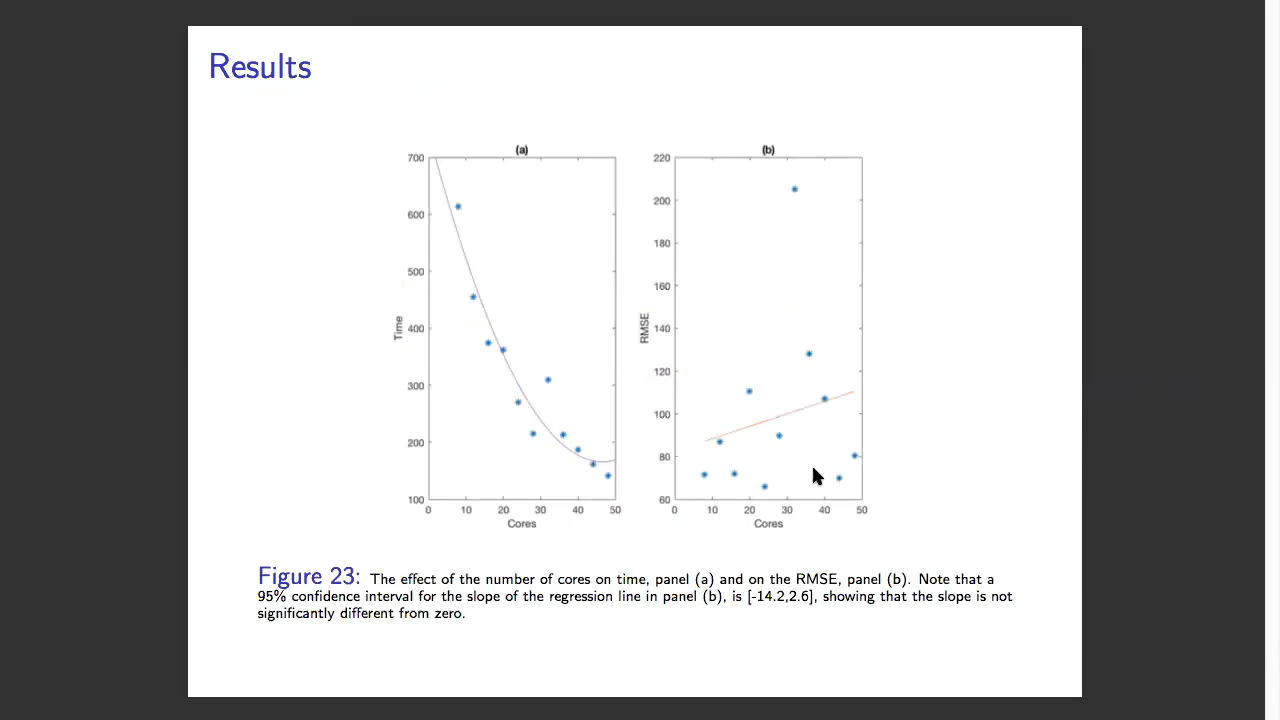 Results
(a)
700
600
500
400
300
200
100
Time
0 10 20 30 40 50
Cores
(b)
220
200
180
160
140
120
100
80
60
RMSE
0 10 20 30 40 50
Cores
Figure 23: The effect of the number of cores on time, panel (a) and on the RMSE, panel (b). Note that a
95% confidence interval for the slope of the regression line in panel (b), is [-14.2,2.6], showing that the slope is not
significantly different from zero.